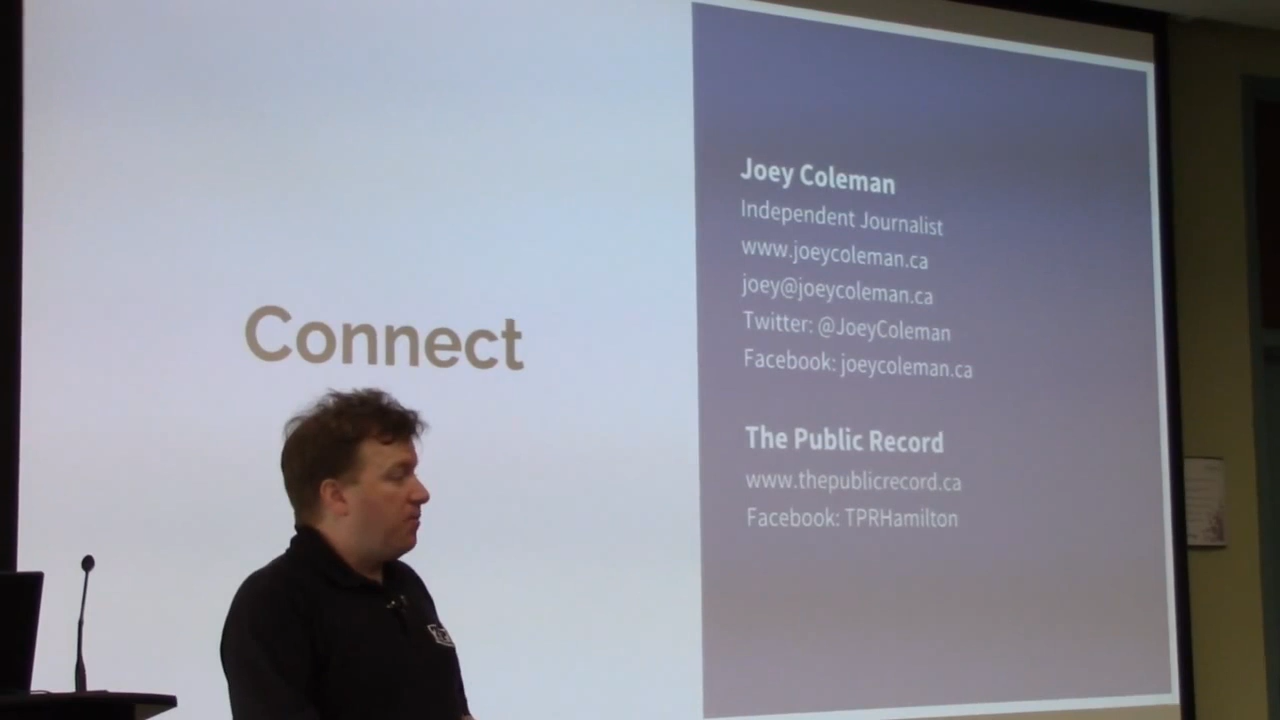 Connect
Joey Coleman
Independent Journalist
www.joeycoleman.ca
joey@joeycoleman.ca
Twitter: @JoeyColeman
Facebook: joeycoleman.ca
The Public Record
www.thepublicrecord.ca
Facebook: TPRHamilton